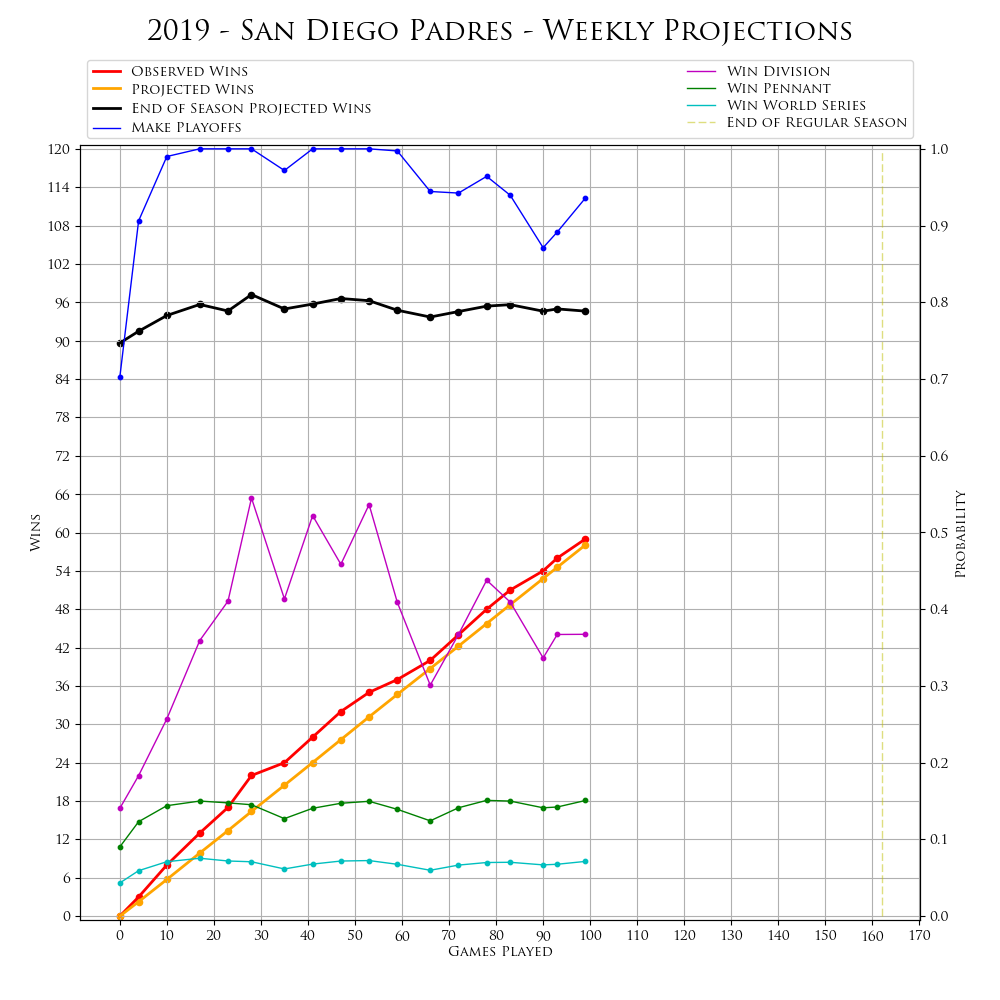 2019 - San Diego Padres - Weekly Projections
Observed Wins
Projected Wins
End of Season Projected Wins
Make Playoffs
Win Division
Win Pennant
Win World Series
End of Regular Season
120
114
108
102
96
90
84
78
72
66
60
54
48
42
36
30
24
18
12
6
0
Wins
1.0
0.9
0.8
0.7
0.6
0.5
0.4
0.3
0.2
0.1
0.0
Probability
0 10 20 30 40 50 60 70 80 90 100 110 120 130 140 150 160 170
Games Played